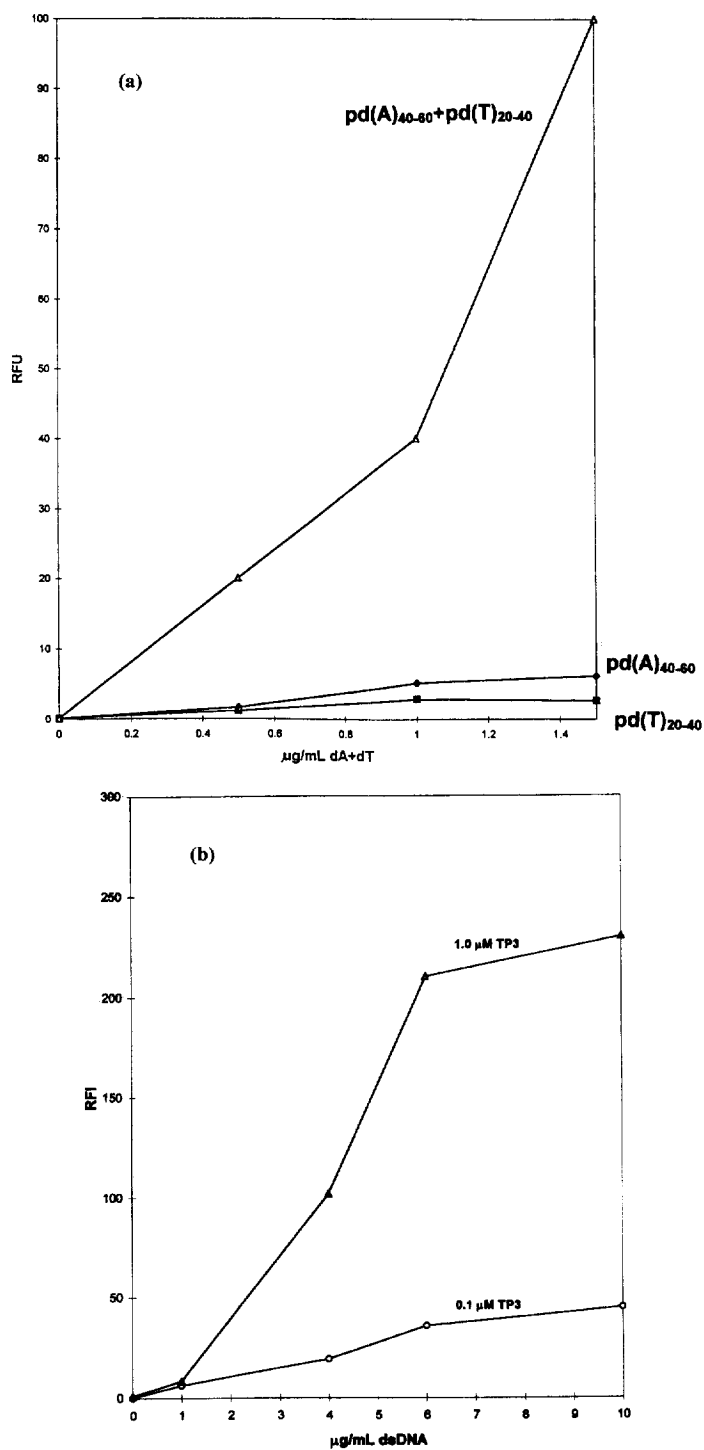 100
(a)
pd(A)40-60+pd(T)20-40
90
80
70
60
50
RFU
40
30
20
10
pd(A)40-60
0
pd(T)20-40
0 0.2 0.4 0.6 0.8 1 1.2 1.4
µg/mL dA+dT
300
(b)
250
1.0 µM TP3
200
150
RFI
100
50
0.1 µM TP3
0
0 1 2 3 4 5 6 7 8 9 10
µg/mL dsDNA